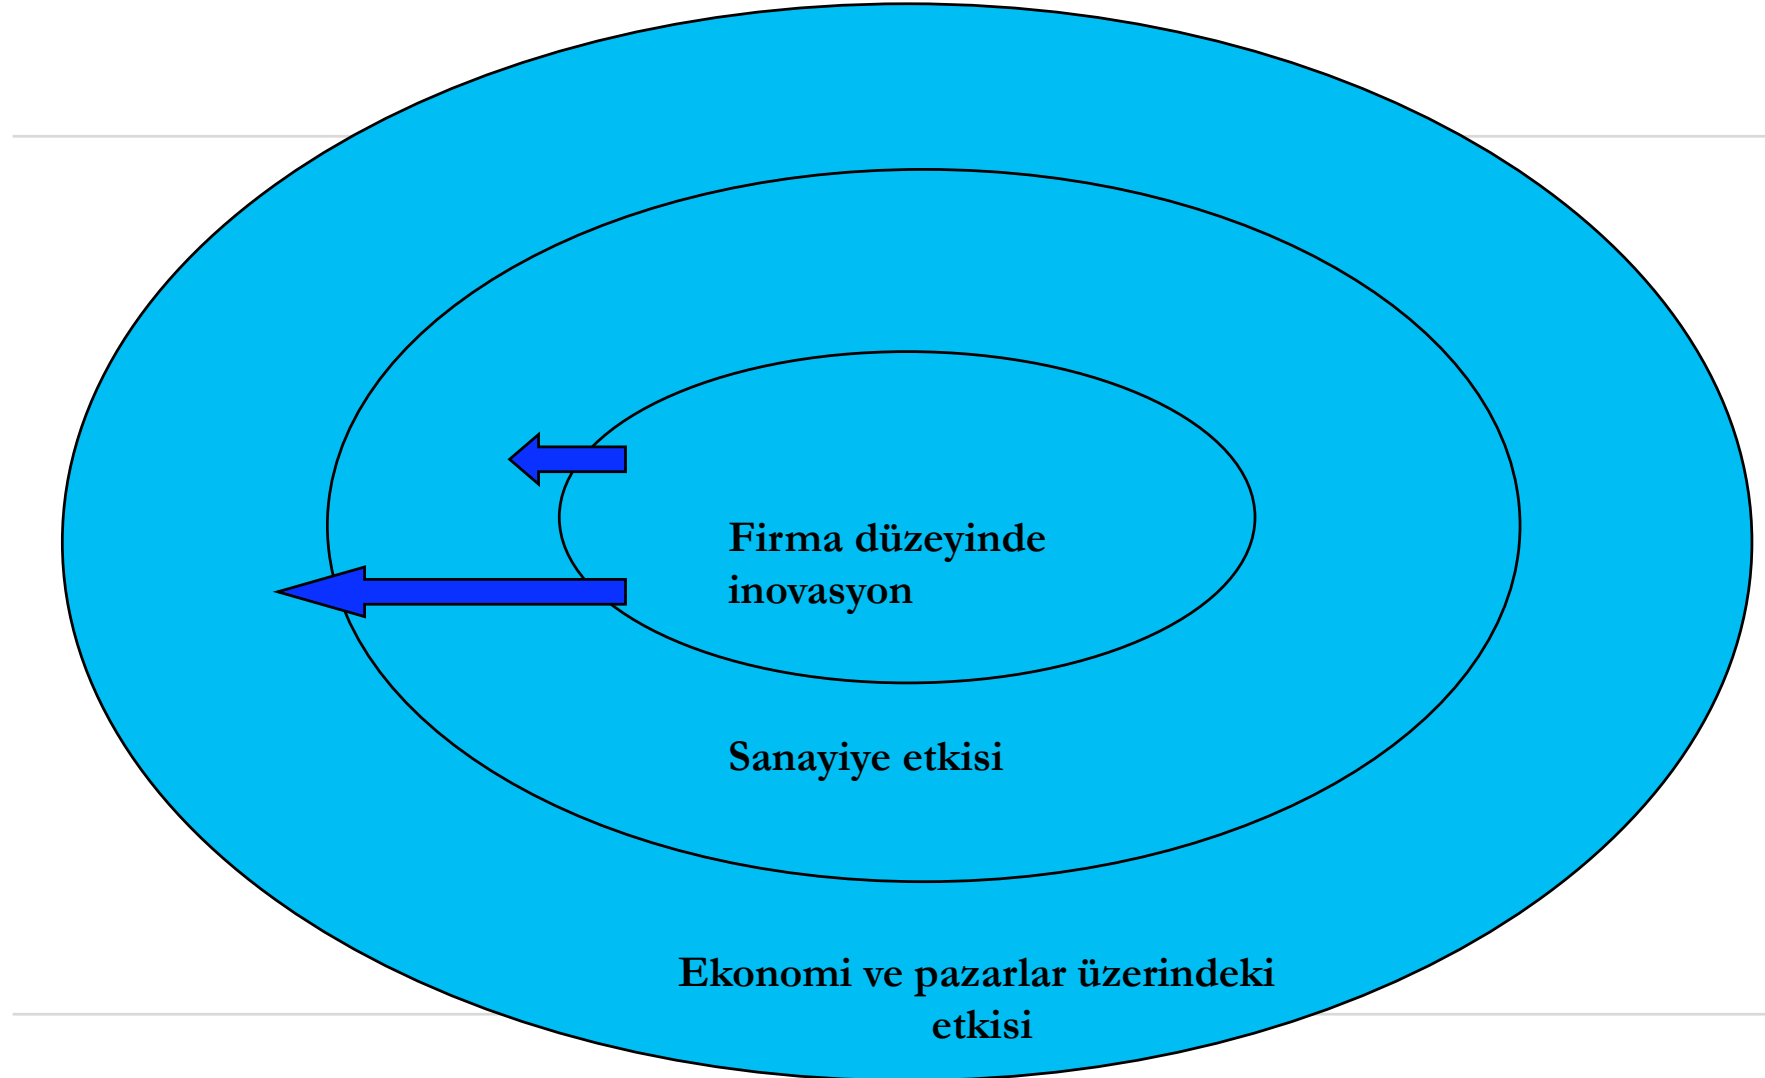 Firma düzeyinde
inovasyon
Sanayiye etkisi
Ekonomi ve pazarlar üzerindeki
etkisi